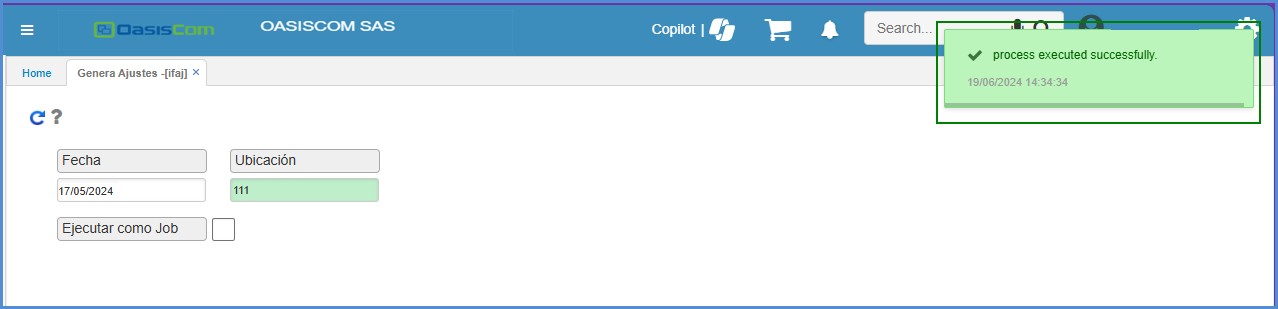 OasisCom
OASISCOM SAS
Copilot |
Search...
process executed successfully.
19/06/2024 14:34:34
Home
Genera Ajustes -[ifaj] ×
?
Fecha
Ubicación
17/05/2024
111
Ejecutar como Job